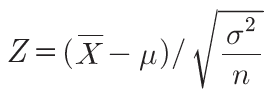 Z = (X̅ − μ) / √(σ²/n)